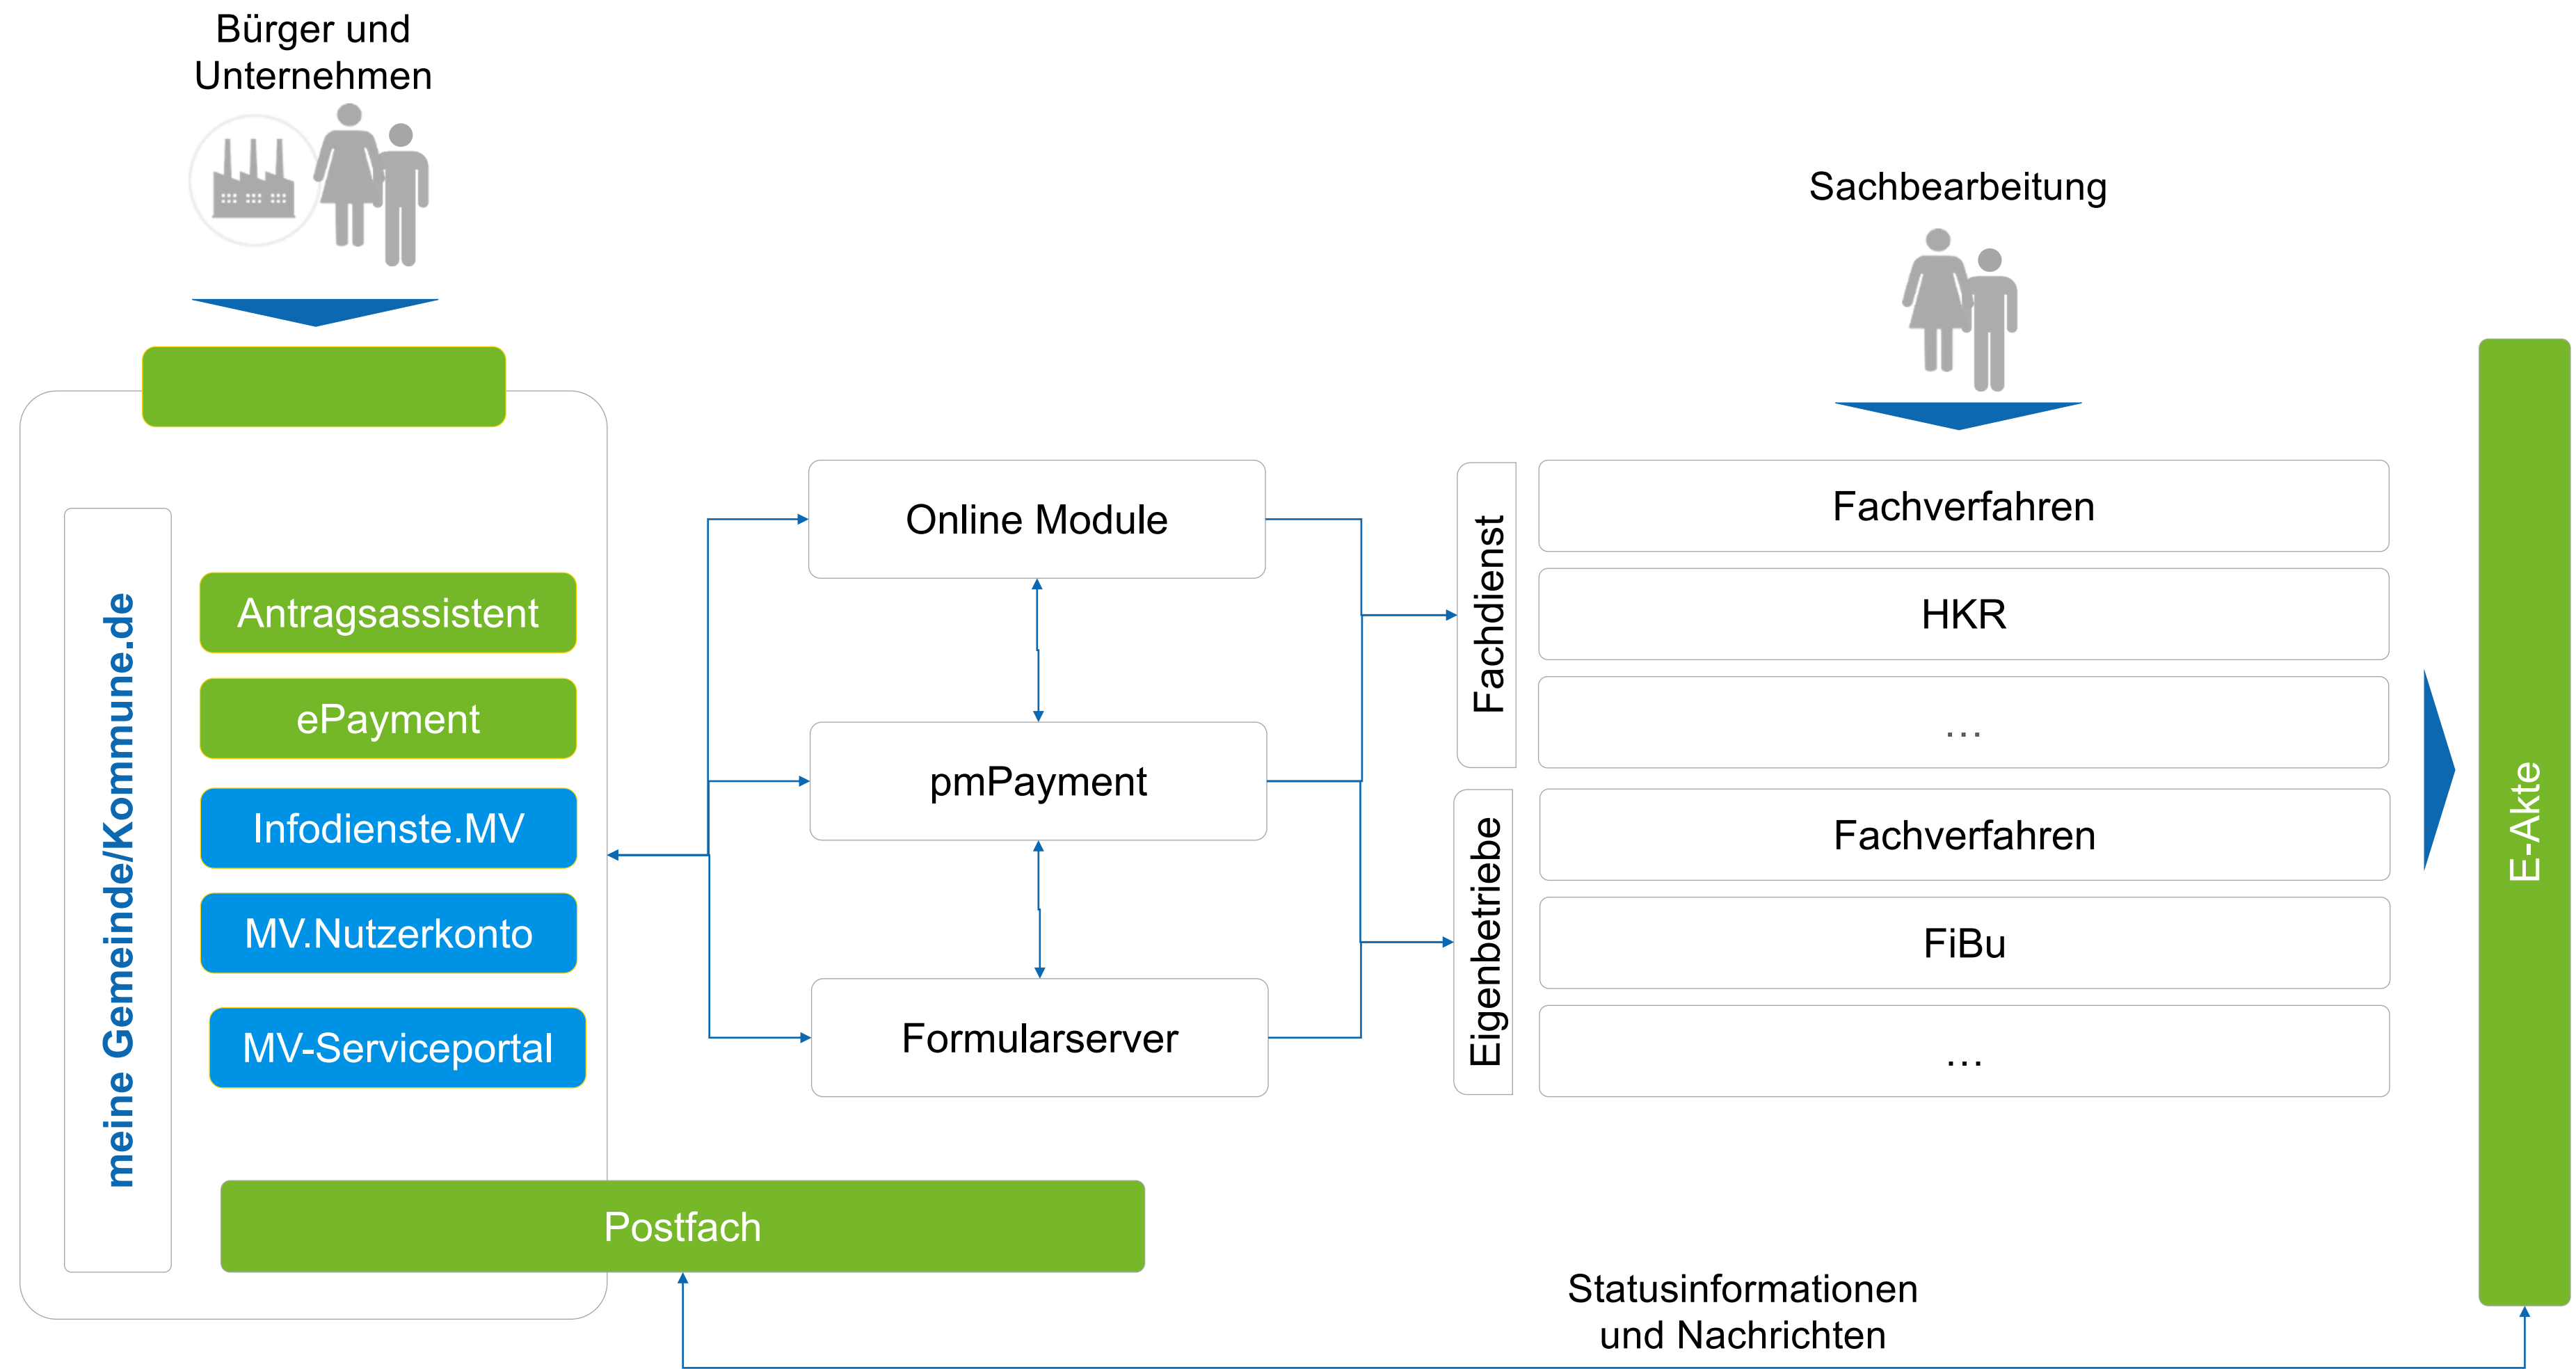 Bürger und
Unternehmen
Sachbearbeitung
meine Gemeinde/Kommune.de
Antragsassistent
ePayment
Infodienste.MV
MV.Nutzerkonto
MV-Serviceportal
Postfach
Online Module
pmPayment
Formularserver
Fachdienst
Fachverfahren
HKR
…
Eigenbetriebe
Fachverfahren
FiBu
…
E-Akte
Statusinformationen
und Nachrichten